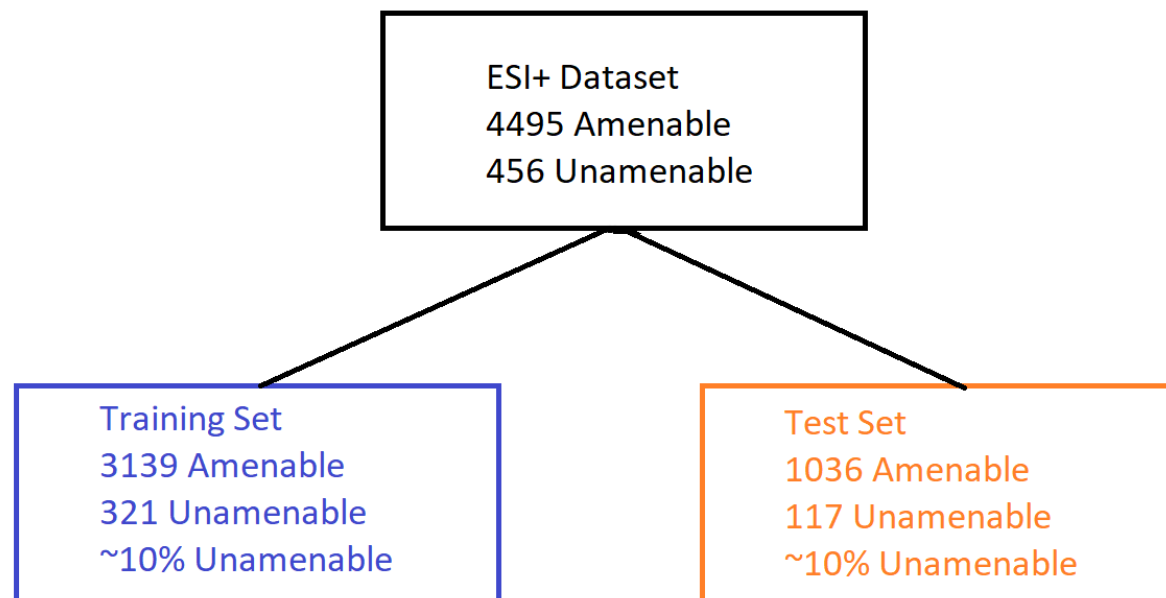 ESI+ Dataset
4495 Amenable
456 Unamenable
Training Set
3139 Amenable
321 Unamenable
~10% Unamenable
Test Set
1036 Amenable
117 Unamenable
~10% Unamenable